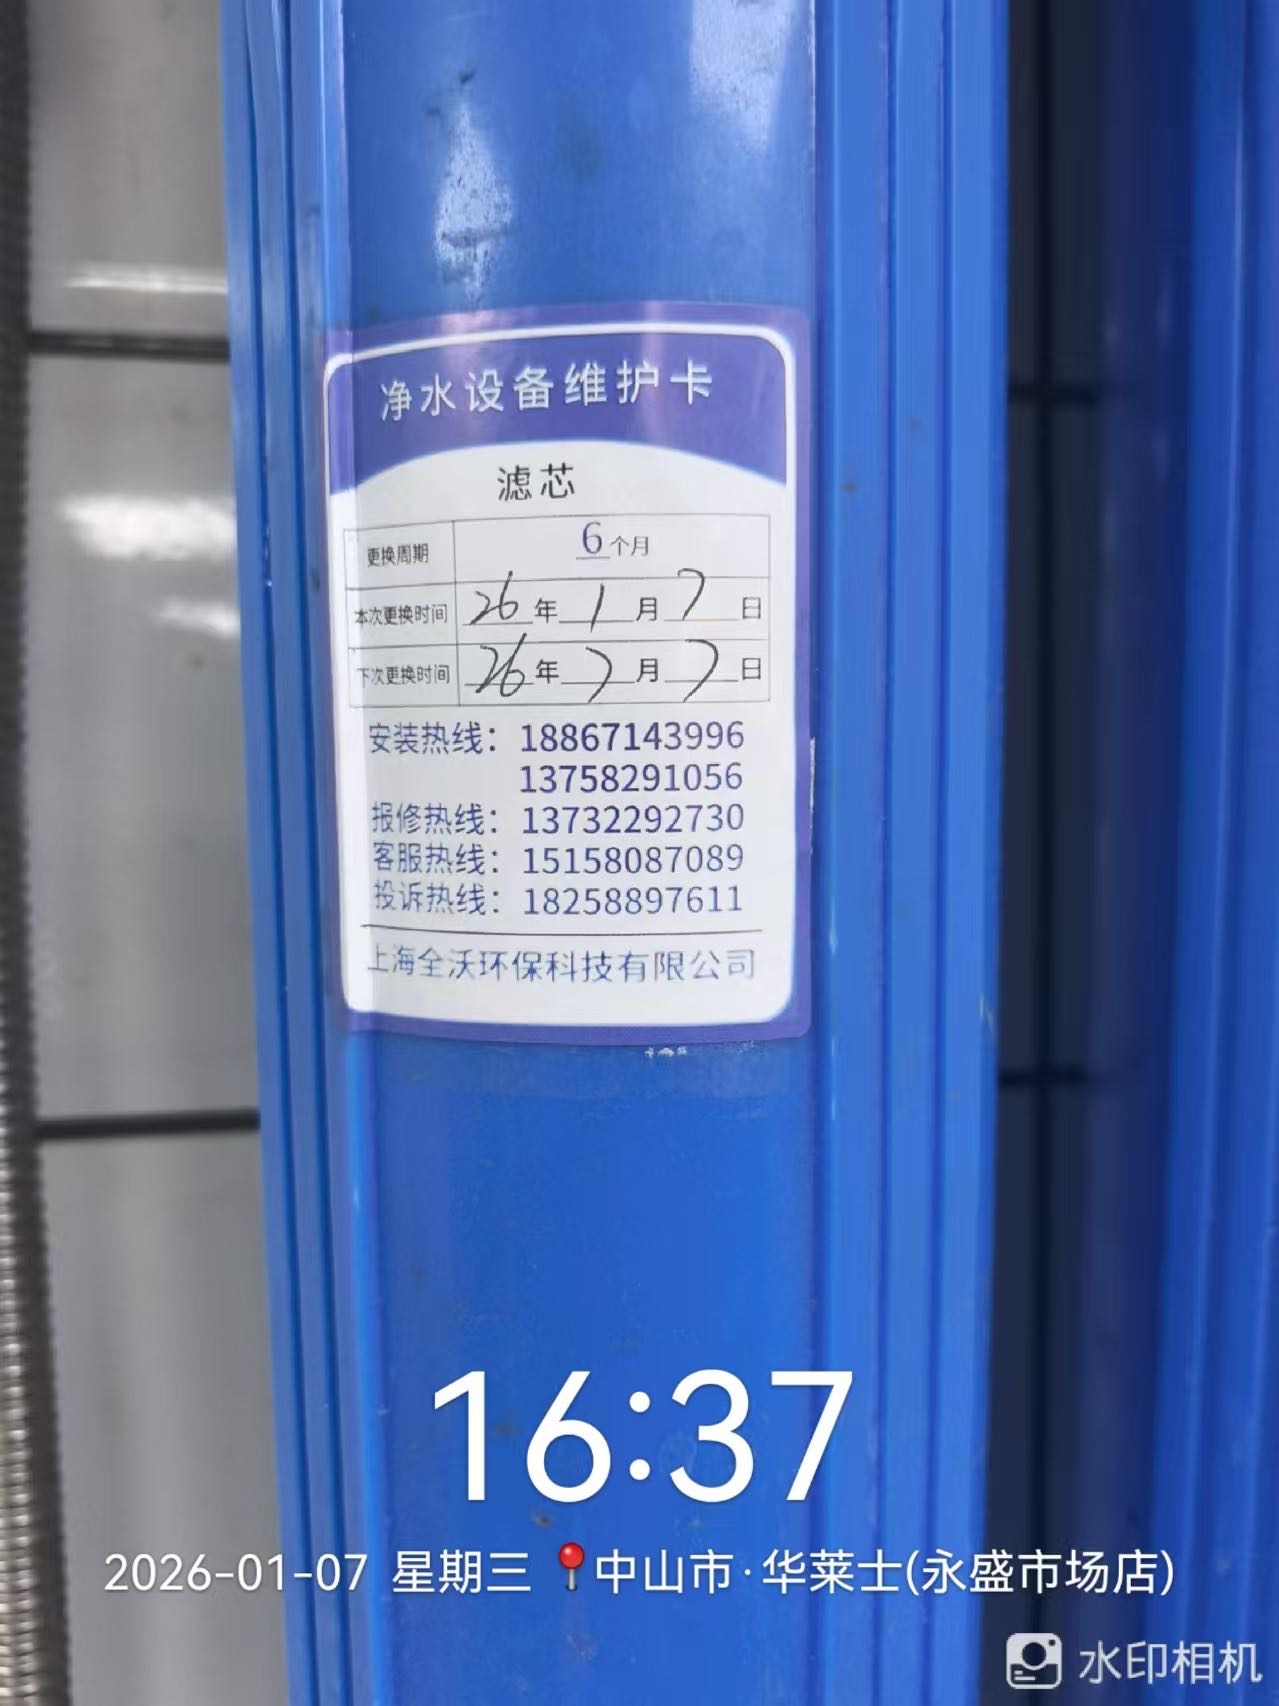 净水设备维护卡
滤芯
更换周期 6个月
本次更换时间 26年1月7日
下次更换时间 26年7月7日
安装热线：18867143996
13758291056
报修热线：13732292730
客服热线：15158087089
投诉热线：18258897611
上海全沃环保科技有限公司
16:37
2026-01-07 星期三 📍中山市·华莱士(永盛市场店)
水印相机